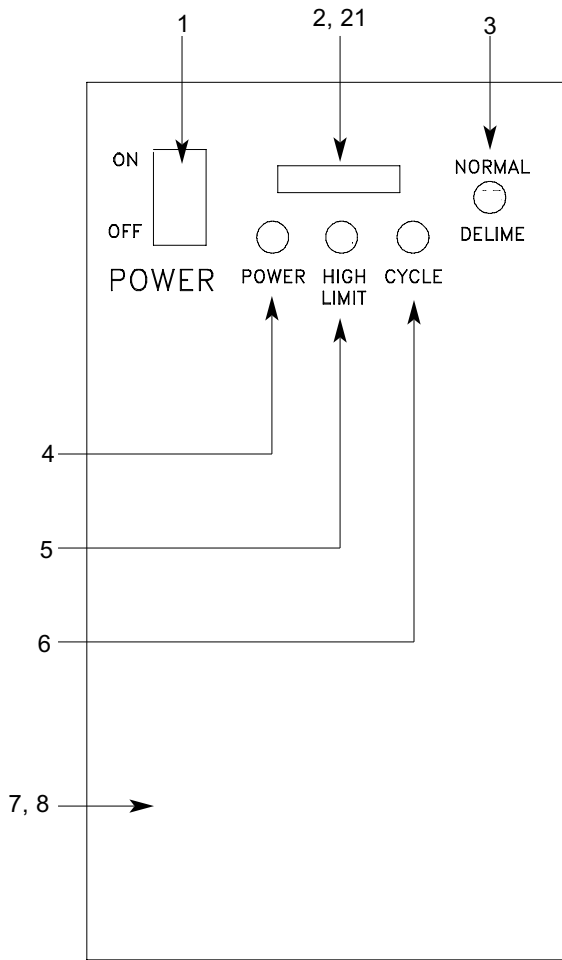 1
2, 21
3
ON
OFF
POWER
POWER
HIGH
LIMIT
CYCLE
NORMAL
DELIME
4
5
6
7, 8